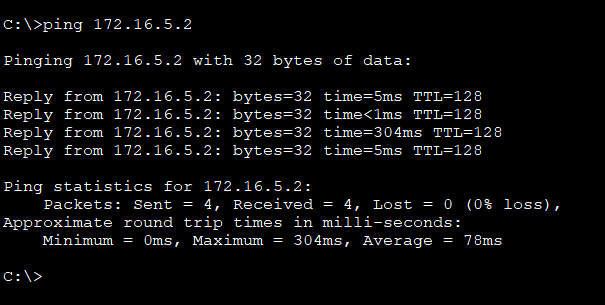 C:\>ping 172.16.5.2
Pinging 172.16.5.2 with 32 bytes of data:
Reply from 172.16.5.2: bytes=32 time=5ms TTL=128
Reply from 172.16.5.2: bytes=32 time<1ms TTL=128
Reply from 172.16.5.2: bytes=32 time=304ms TTL=128
Reply from 172.16.5.2: bytes=32 time=5ms TTL=128
Ping statistics for 172.16.5.2:
Packets: Sent = 4, Received = 4, Lost = 0 (0% loss),
Approximate round trip times in milli-seconds:
Minimum = 0ms, Maximum = 304ms, Average = 78ms
C:\>